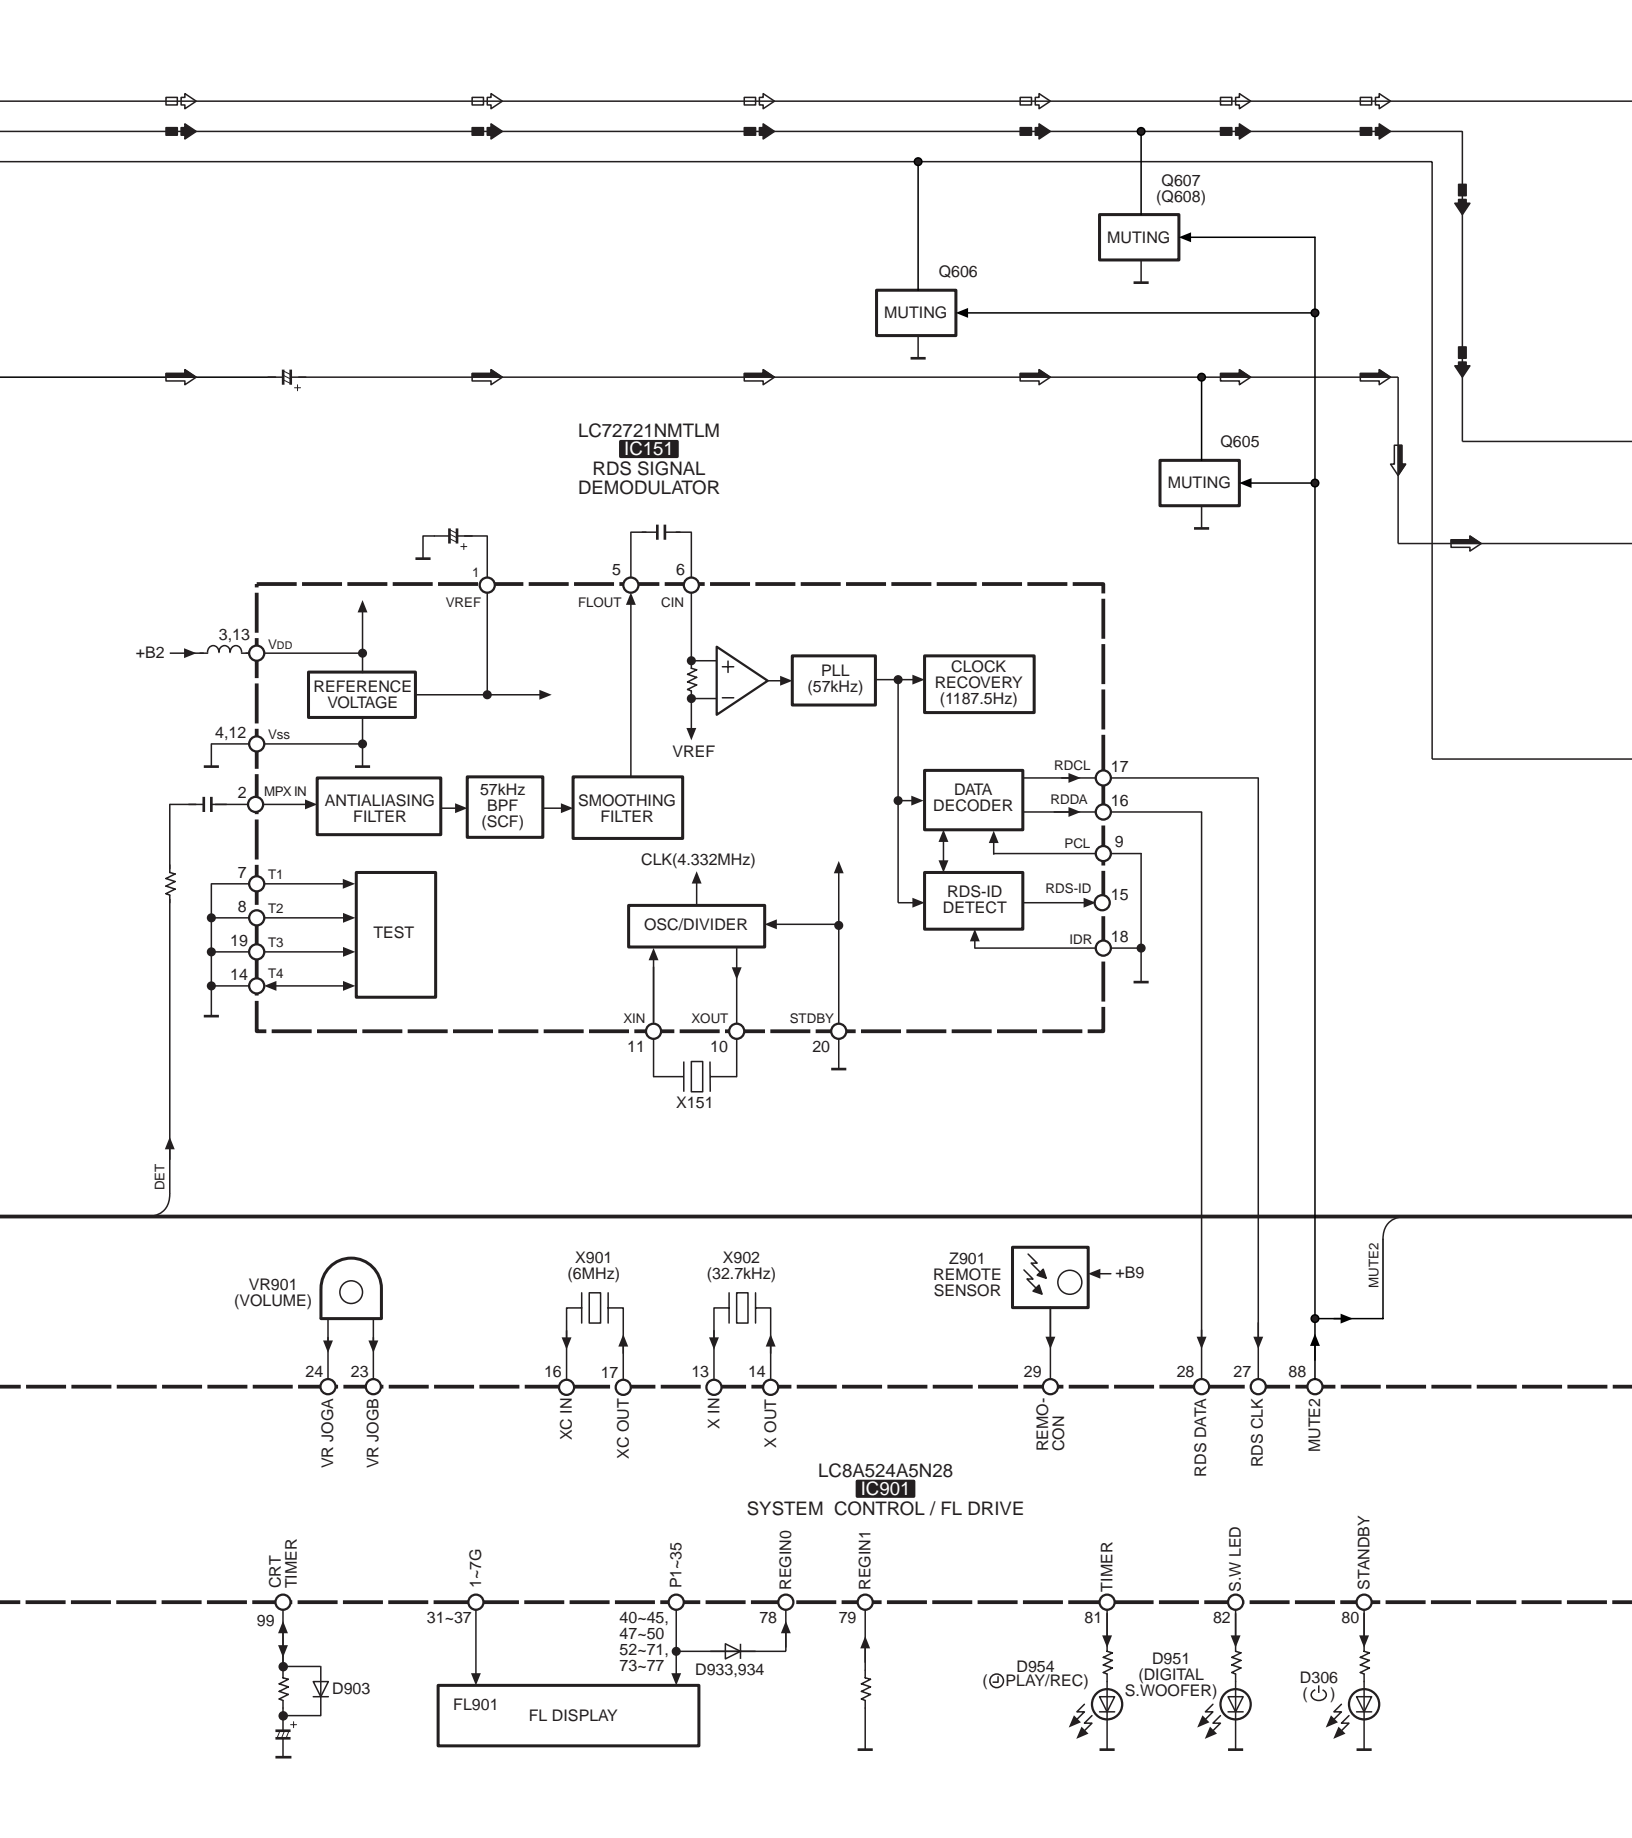 Q607
(Q608)
MUTING
Q606
MUTING
LC72721NMTLM
IC151
RDS SIGNAL
DEMODULATOR
Q605
MUTING
+
1
5
6
VREF
FLOUT
CIN
+B2
3,13
VDD
REFERENCE
VOLTAGE
4,12
VSS
+
−
VREF
PLL
(57kHz)
CLOCK
RECOVERY
(1187.5Hz)
2
MPX IN
ANTIALIASING
FILTER
57kHz
BPF
(SCF)
SMOOTHING
FILTER
DATA
DECODER
RDCL
17
RDDA
16
PCL
9
CLK(4.332MHz)
7
T1
8
T2
19
T3
14
T4
TEST
OSC/DIVIDER
RDS-ID
DETECT
RDS-ID
15
IDR
18
XIN
XOUT
STDBY
11
10
20
X151
DET
+
VR901
(VOLUME)
X901
(6MHz)
X902
(32.7kHz)
Z901
REMOTE
SENSOR
+B9
MUTE2
24
23
16
17
13
14
29
28
27
88
VR JOGA
VR JOGB
XC IN
XC OUT
X IN
X OUT
REMO-
CON
RDS DATA
RDS CLK
MUTE2
LC8A524A5N28
IC901
SYSTEM CONTROL / FL DRIVE
CRT
TIMER
1~7G
P1~35
REGIN0
REGIN1
TIMER
S.W LED
STANDBY
99
31~37
40~45,
47~50
52~71,
73~77
78
79
81
82
80
D903
+
D933,934
FL901
FL DISPLAY
D954
(PLAY/REC)
D951
(DIGITAL
S.WOOFER)
D306